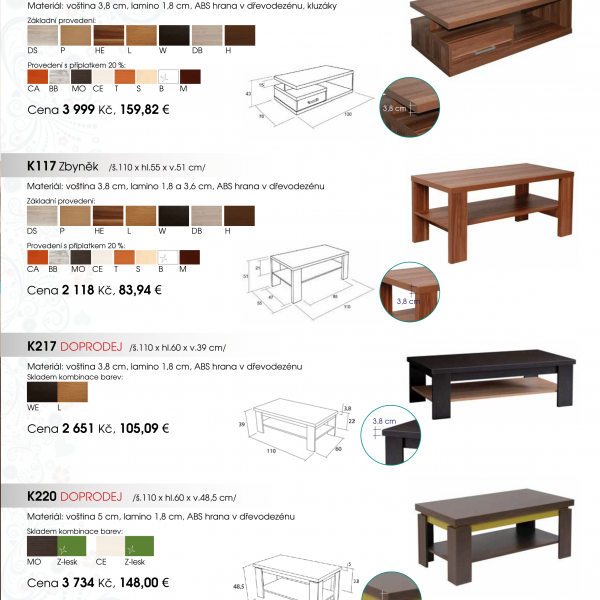 Materiál: voština 3,8 cm, lamino 1,8 cm, ABS hrana v dřevodezénu, kluzáky
Základní provedení:
DS P HE L W DB H
Provedení s příplatkem 20 %:
CA BB MO CE T S B M
Cena 3 999 Kč, 159,82 €
15
43
70
130
3,8 cm
K117 Zbyněk /š.110 x hl.55 x v.51 cm/
Materiál: voština 3,8 cm, lamino 1,8 a 3,6 cm, ABS hrana v dřevodezénu
Základní provedení:
DS P HE L W DB H
Provedení s příplatkem 20 %:
CA BB MO CE T S B M
Cena 2 118 Kč, 83,94 €
21
51
55
110
3,8 cm
K217 DOPRODEJ /š.110 x hl.60 x v.39 cm/
Materiál: voština 3,8 cm, lamino 1,8 cm, ABS hrana v dřevodezénu
Skladem kombinace barev:
WE L
Cena 2 651 Kč, 105,09 €
3,8
39
110
60
3,8 cm
K220 DOPRODEJ /š.110 x hl.60 x v.48,5 cm/
Materiál: voština 5 cm, lamino 1,8 cm, ABS hrana v dřevodezénu
Skladem kombinace barev:
MO Z-lesk CE Z-lesk
Cena 3 734 Kč, 148,00 €
5
48,5